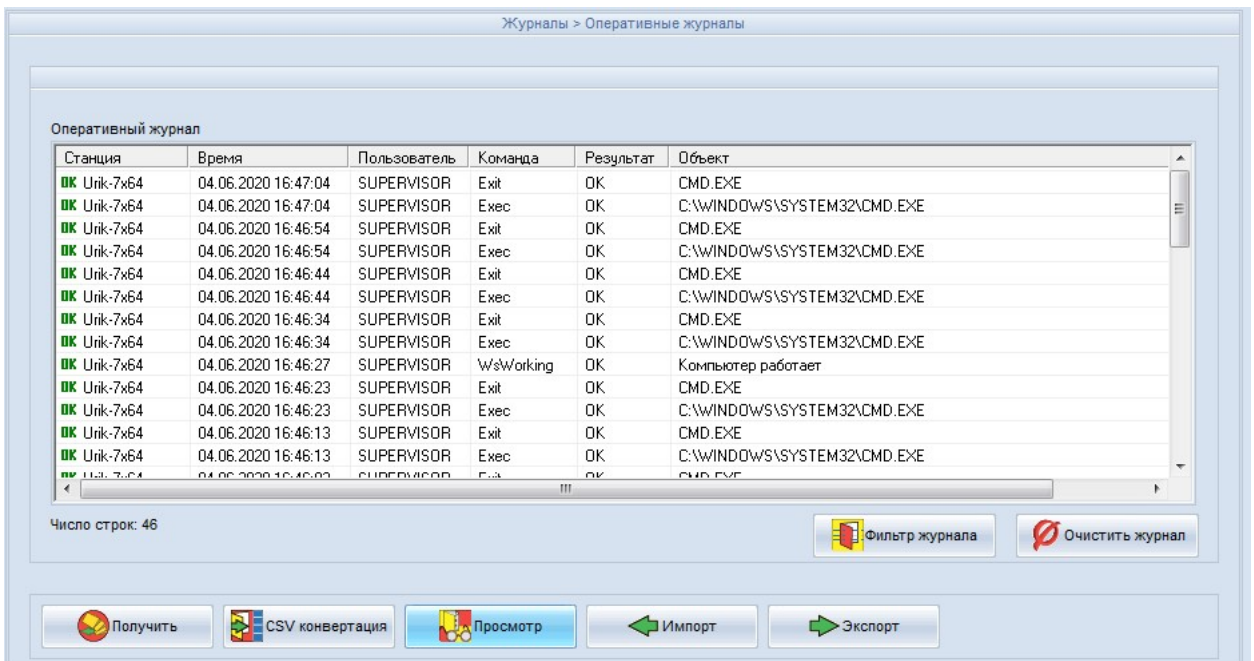 Журналы > Оперативные журналы
Оперативный журнал
Станция Время Пользователь Команда Результат Объект
OK Urik-7x64 04.06.2020 16:47:04 SUPERVISOR Exit OK CMD.EXE
OK Urik-7x64 04.06.2020 16:47:04 SUPERVISOR Exec OK C:\WINDOWS\SYSTEM32\CMD.EXE
OK Urik-7x64 04.06.2020 16:46:54 SUPERVISOR Exit OK CMD.EXE
OK Urik-7x64 04.06.2020 16:46:54 SUPERVISOR Exec OK C:\WINDOWS\SYSTEM32\CMD.EXE
OK Urik-7x64 04.06.2020 16:46:44 SUPERVISOR Exit OK CMD.EXE
OK Urik-7x64 04.06.2020 16:46:44 SUPERVISOR Exec OK C:\WINDOWS\SYSTEM32\CMD.EXE
OK Urik-7x64 04.06.2020 16:46:34 SUPERVISOR Exit OK CMD.EXE
OK Urik-7x64 04.06.2020 16:46:34 SUPERVISOR Exec OK C:\WINDOWS\SYSTEM32\CMD.EXE
OK Urik-7x64 04.06.2020 16:46:27 SUPERVISOR WsWorking OK Компьютер работает
OK Urik-7x64 04.06.2020 16:46:23 SUPERVISOR Exit OK CMD.EXE
OK Urik-7x64 04.06.2020 16:46:23 SUPERVISOR Exec OK C:\WINDOWS\SYSTEM32\CMD.EXE
OK Urik-7x64 04.06.2020 16:46:13 SUPERVISOR Exit OK CMD.EXE
OK Urik-7x64 04.06.2020 16:46:13 SUPERVISOR Exec OK C:\WINDOWS\SYSTEM32\CMD.EXE
Число строк: 46
Фильтр журнала Очистить журнал
Получить CSV конвертация Просмотр Импорт Экспорт